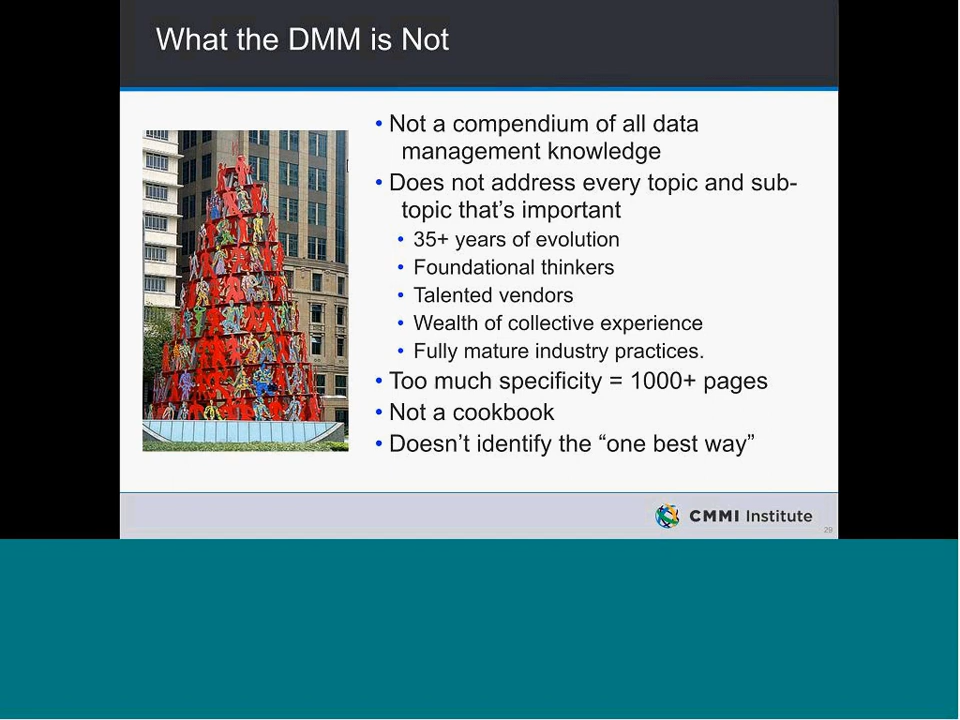 What the DMM is Not
• Not a compendium of all data
management knowledge
• Does not address every topic and sub-
topic that’s important
• 35+ years of evolution
• Foundational thinkers
• Talented vendors
• Wealth of collective experience
• Fully mature industry practices.
• Too much specificity = 1000+ pages
• Not a cookbook
• Doesn’t identify the “one best way”
CMMI Institute
29